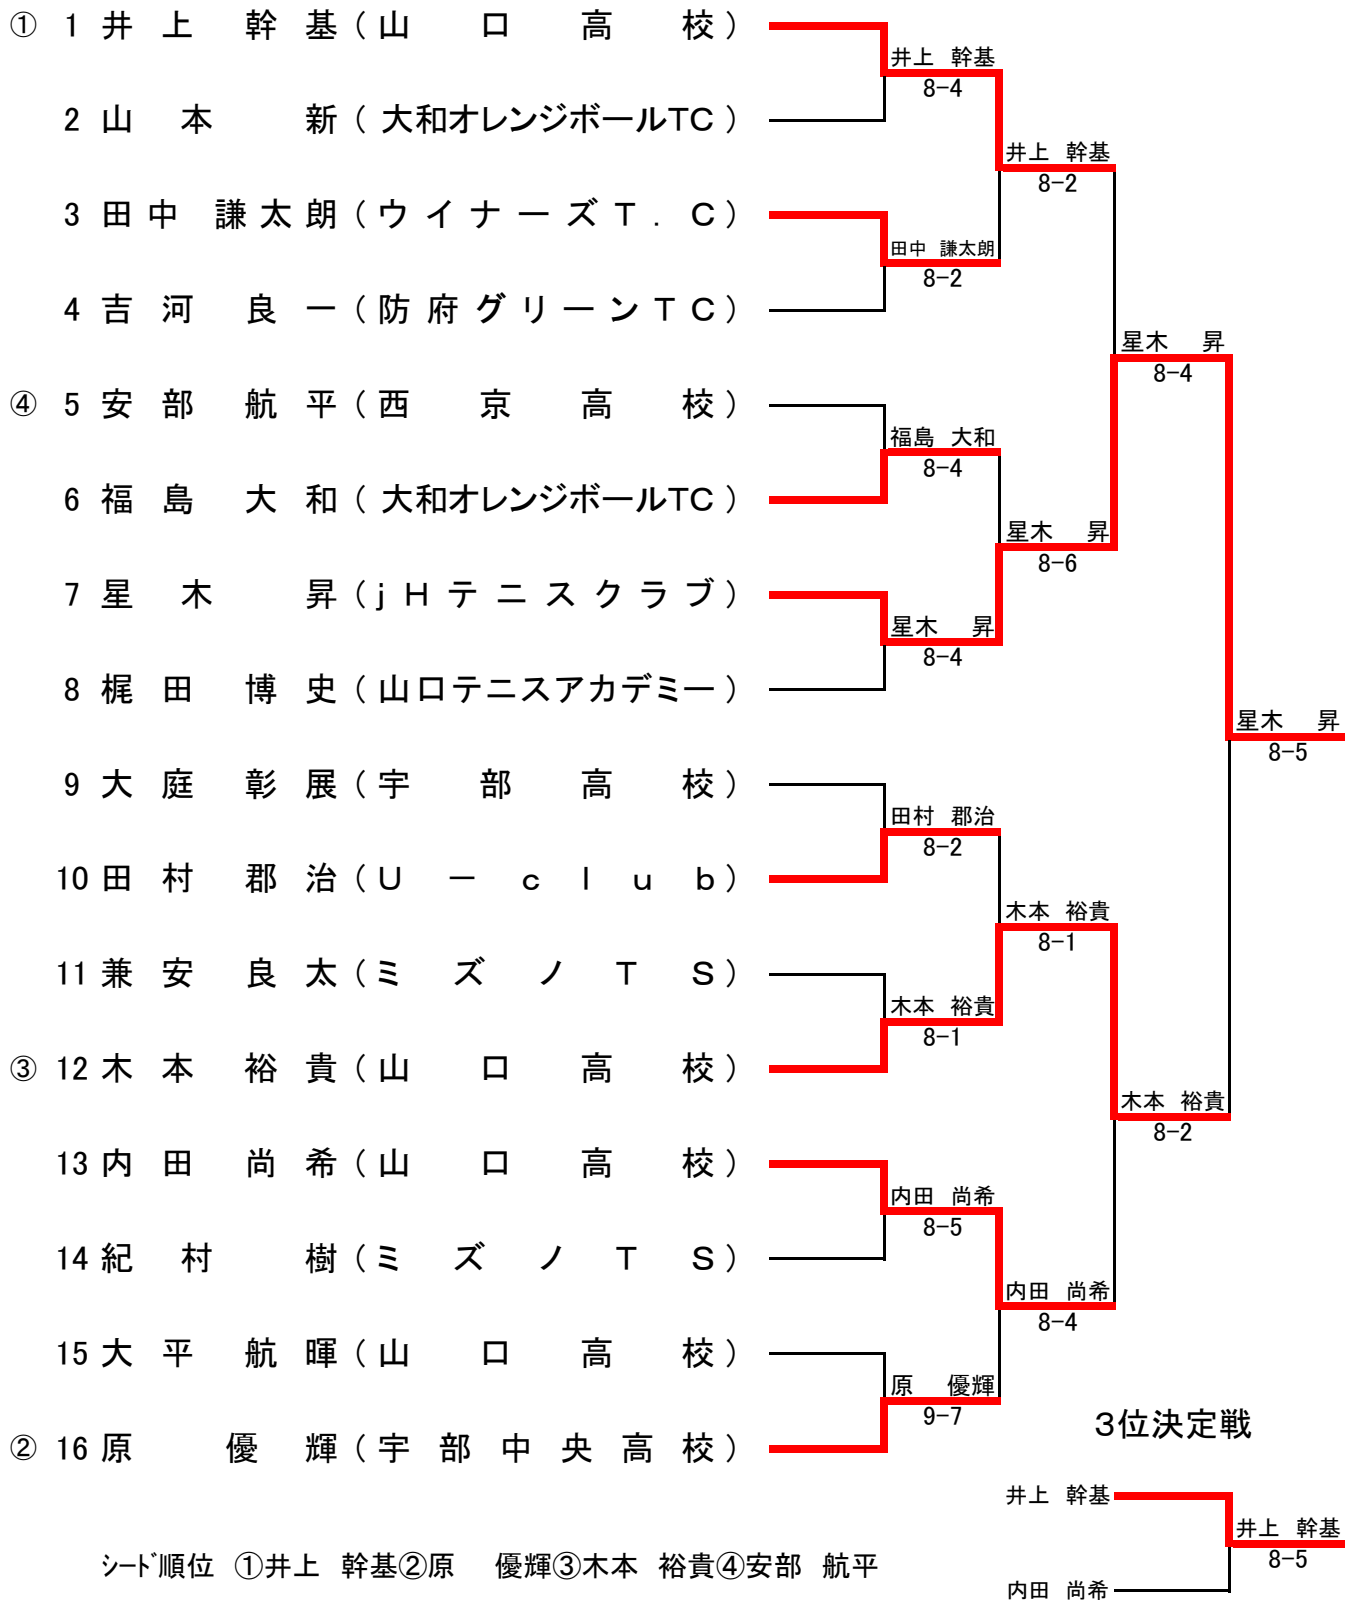 ① 1 井上 幹基 (山口高校)
井上 幹基
8-4
2 山本 新 (大和オレンジボールTC)
井上 幹基
8-2
3 田中 謙太朗 (ウイナーズT.C)
田中 謙太朗
8-2
4 吉河 良一 (防府グリーンTC)
星木 昇
8-4
④ 5 安部 航平 (西京高校)
福島 大和
8-4
6 福島 大和 (大和オレンジボールTC)
星木 昇
8-6
7 星木 昇 (jHテニスクラブ)
星木 昇
8-4
8 梶田 博史 (山口テニスアカデミー)
星木 昇
8-5
9 大庭 彰展 (宇部高校)
田村 郡治
8-2
10 田村 郡治 (U-club)
木本 裕貴
8-1
11 兼安 良太 (ミズノTS)
木本 裕貴
8-1
③ 12 木本 裕貴 (山口高校)
木本 裕貴
8-2
13 内田 尚希 (山口高校)
内田 尚希
8-5
14 紀村 樹 (ミズノTS)
内田 尚希
8-4
15 大平 航暉 (山口高校)
原 優輝
9-7
3位決定戦
② 16 原 優輝 (宇部中央高校)
井上 幹基
井上 幹基
8-5
シード順位 ①井上 幹基②原 優輝③木本 裕貴④安部 航平
内田 尚希